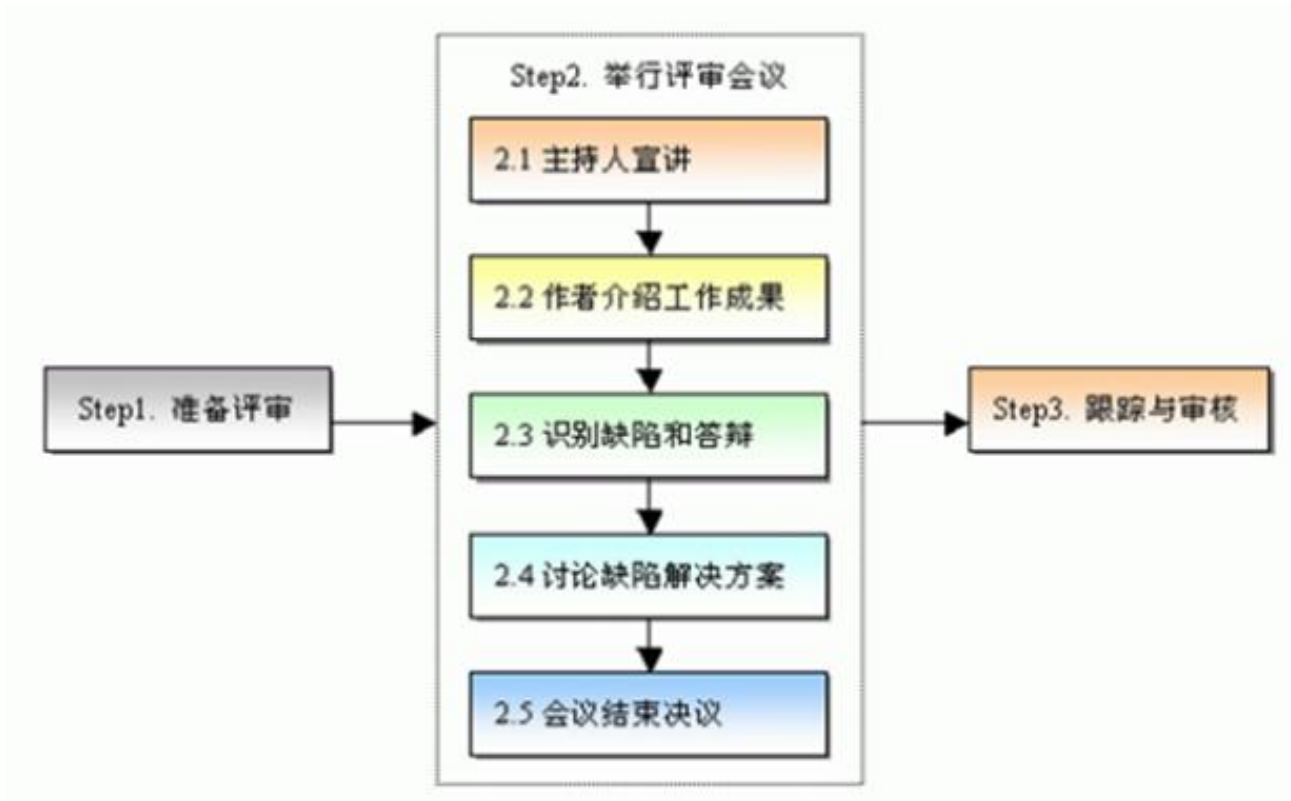 Step1. 准备评审
Step2. 举行评审会议
2.1 主持人宣讲
2.2 作者介绍工作成果
2.3 识别缺陷和答辩
2.4 讨论缺陷解决方案
2.5 会议结束决议
Step3. 跟踪与审核